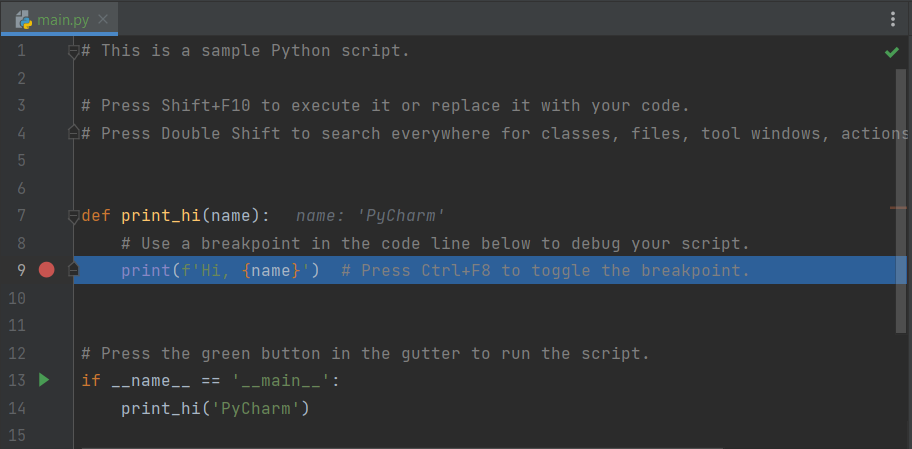 main.py
1 # This is a sample Python script.
2
3 # Press Shift+F10 to execute it or replace it with your code.
4 # Press Double Shift to search everywhere for classes, files, tool windows, actions
5
6
7 def print_hi(name): name: 'PyCharm'
8 # Use a breakpoint in the code line below to debug your script.
9 print(f'Hi, {name}') # Press Ctrl+F8 to toggle the breakpoint.
10
11
12 # Press the green button in the gutter to run the script.
13 if __name__ == '__main__':
14 print_hi('PyCharm')
15